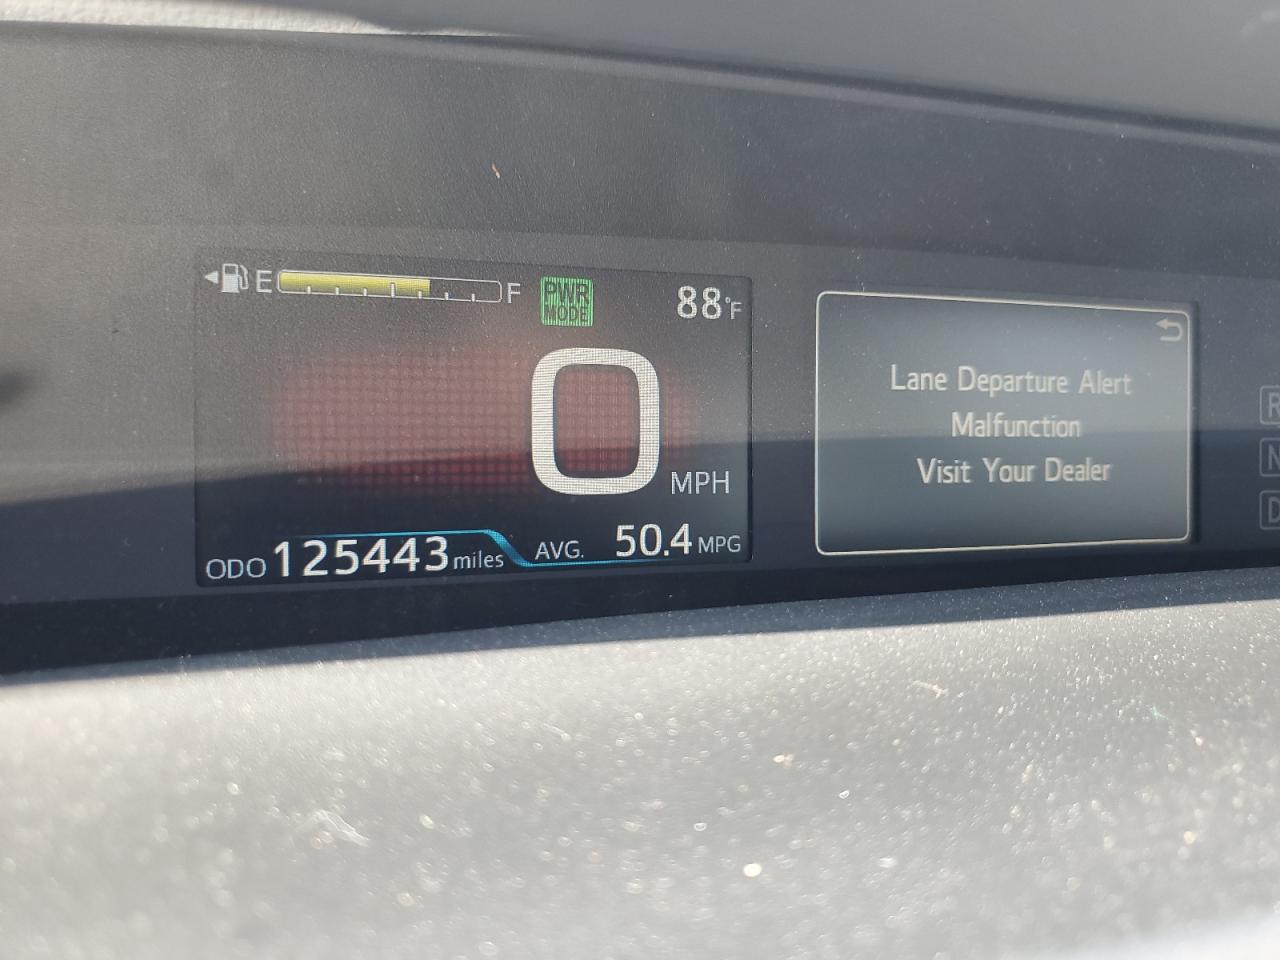 E F
PWR
MODE
88°F
0
MPH
ODO 125443 miles
AVG. 50.4 MPG
Lane Departure Alert
Malfunction
Visit Your Dealer
R
N
D